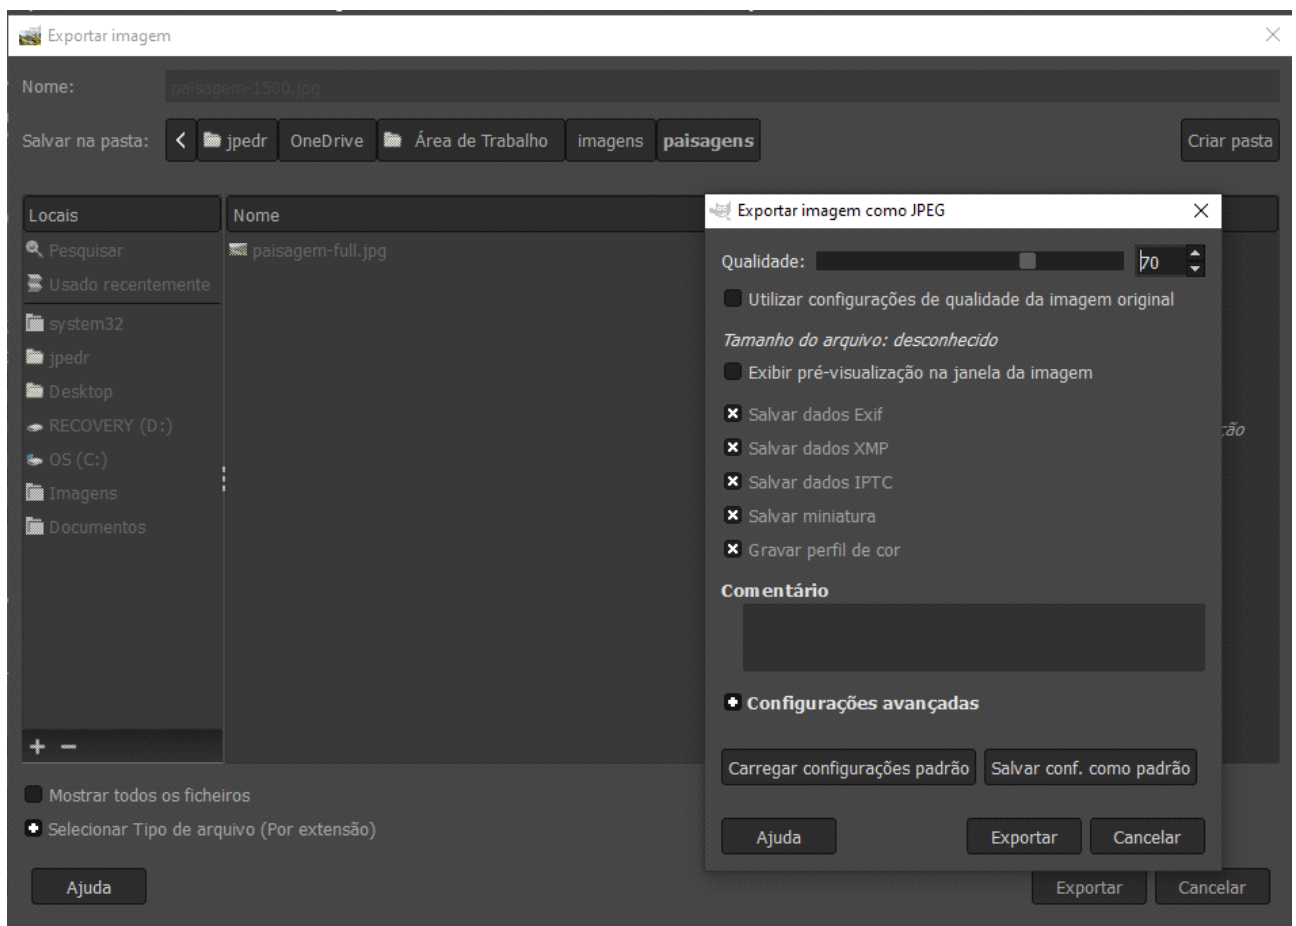 Exportar imagem
Nome: paisagem-1500.jpg
Salvar na pasta: jpedr OneDrive Área de Trabalho imagens paisagens Criar pasta
Locais
Pesquisar
Usado recentemente
system32
jpedr
Desktop
RECOVERY (D:)
OS (C:)
Imagens
Documentos
Nome
paisagem-full.jpg
ção
Mostrar todos os ficheiros
Selecionar Tipo de arquivo (Por extensão)
Ajuda Exportar Cancelar
Exportar imagem como JPEG
Qualidade: 70
Utilizar configurações de qualidade da imagem original
Tamanho do arquivo: desconhecido
Exibir pré-visualização na janela da imagem
Salvar dados Exif
Salvar dados XMP
Salvar dados IPTC
Salvar miniatura
Gravar perfil de cor
Comentário
Configurações avançadas
Carregar configurações padrão Salvar conf. como padrão
Ajuda Exportar Cancelar